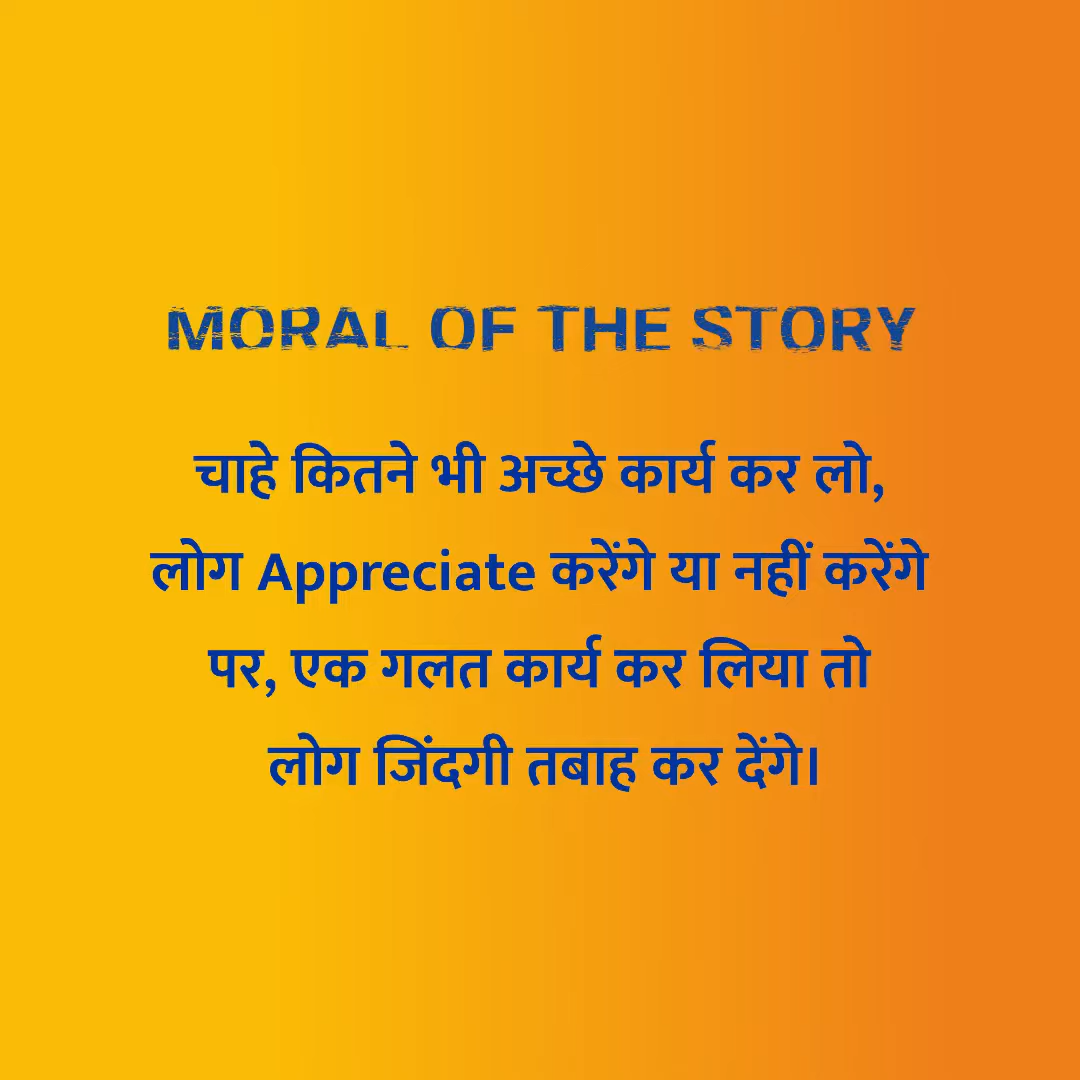 MORAL OF THE STORY
चाहे कितने भी अच्छे कार्य कर लो,
लोग Appreciate करेंगे या नहीं करेंगे
पर, एक गलत कार्य कर लिया तो
लोग जिंदगी तबाह कर देंगे।